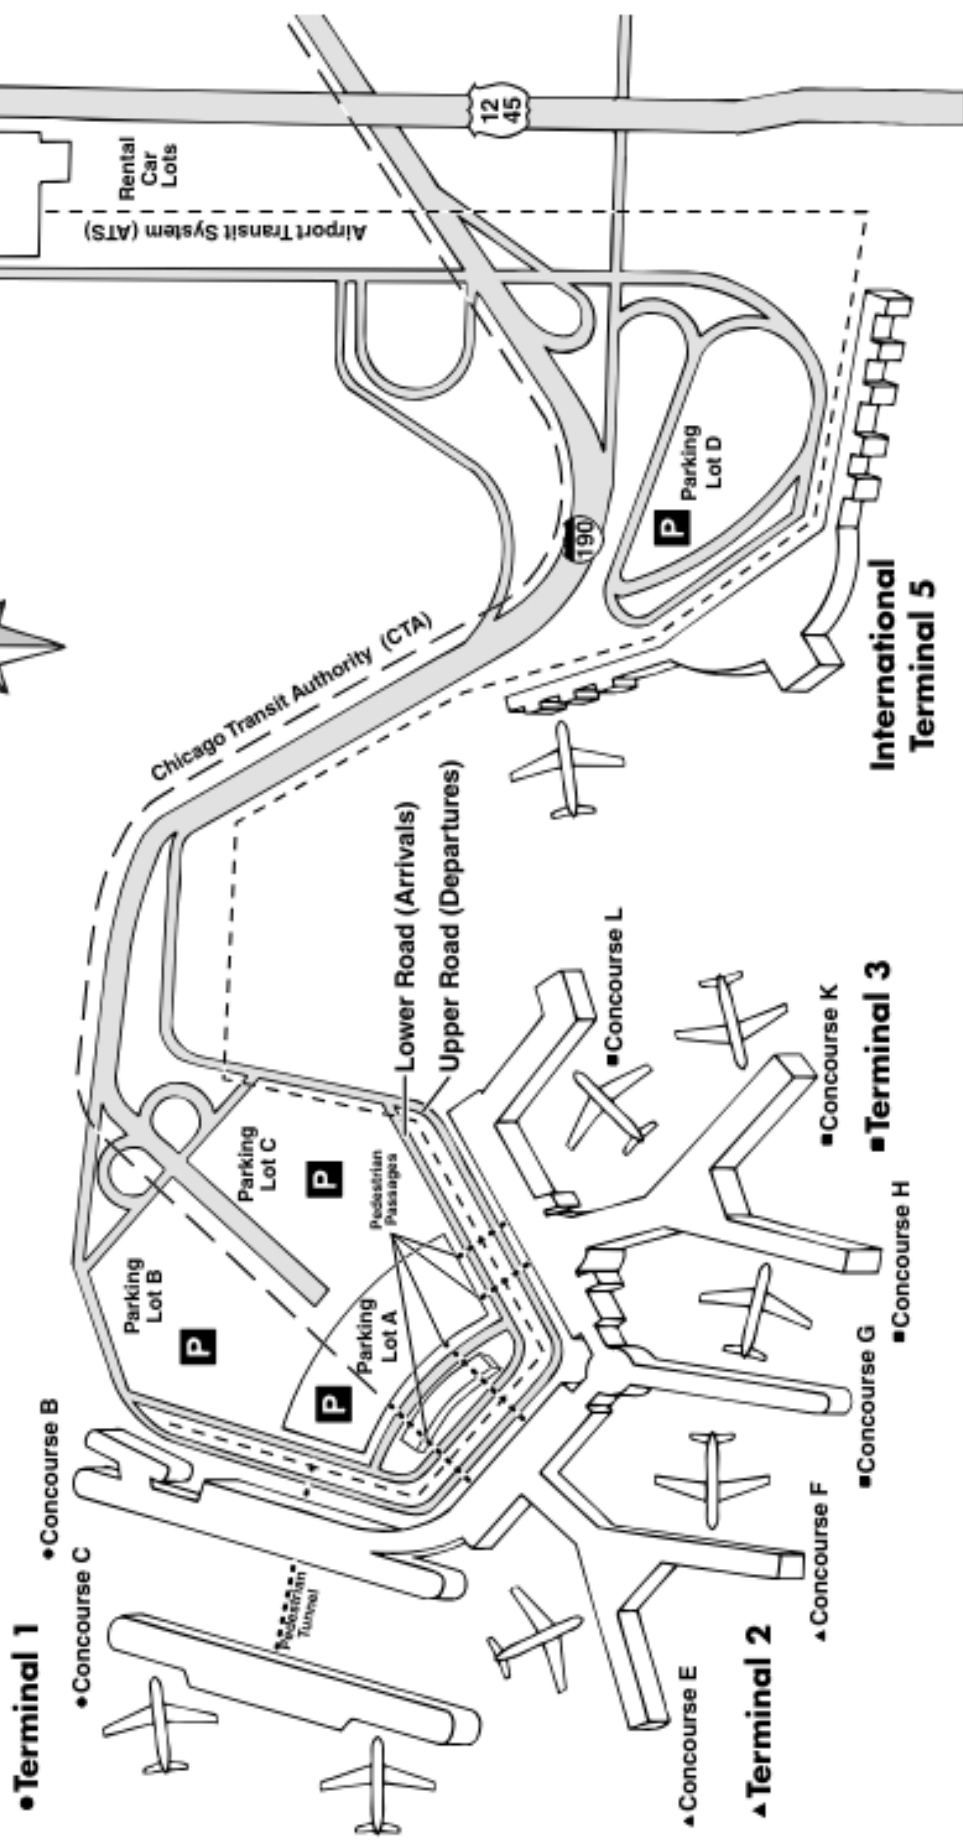 ●Terminal 1
●Concourse C
●Concourse B
Pedestrian
Tunnel
Parking
Lot B
P
Parking
Lot C
P
Parking
Lot A
P
Pedestrian
Passages
Lower Road (Arrivals)
Upper Road (Departures)
▲Concourse E
▲Terminal 2
▲Concourse F
■Concourse G
■Concourse H
■Terminal 3
■Concourse K
■Concourse L
Chicago Transit Authority (CTA)
190
P
Parking
Lot D
International
Terminal 5
Airport Transit System (ATS)
Rental
Car
Lots
12
45